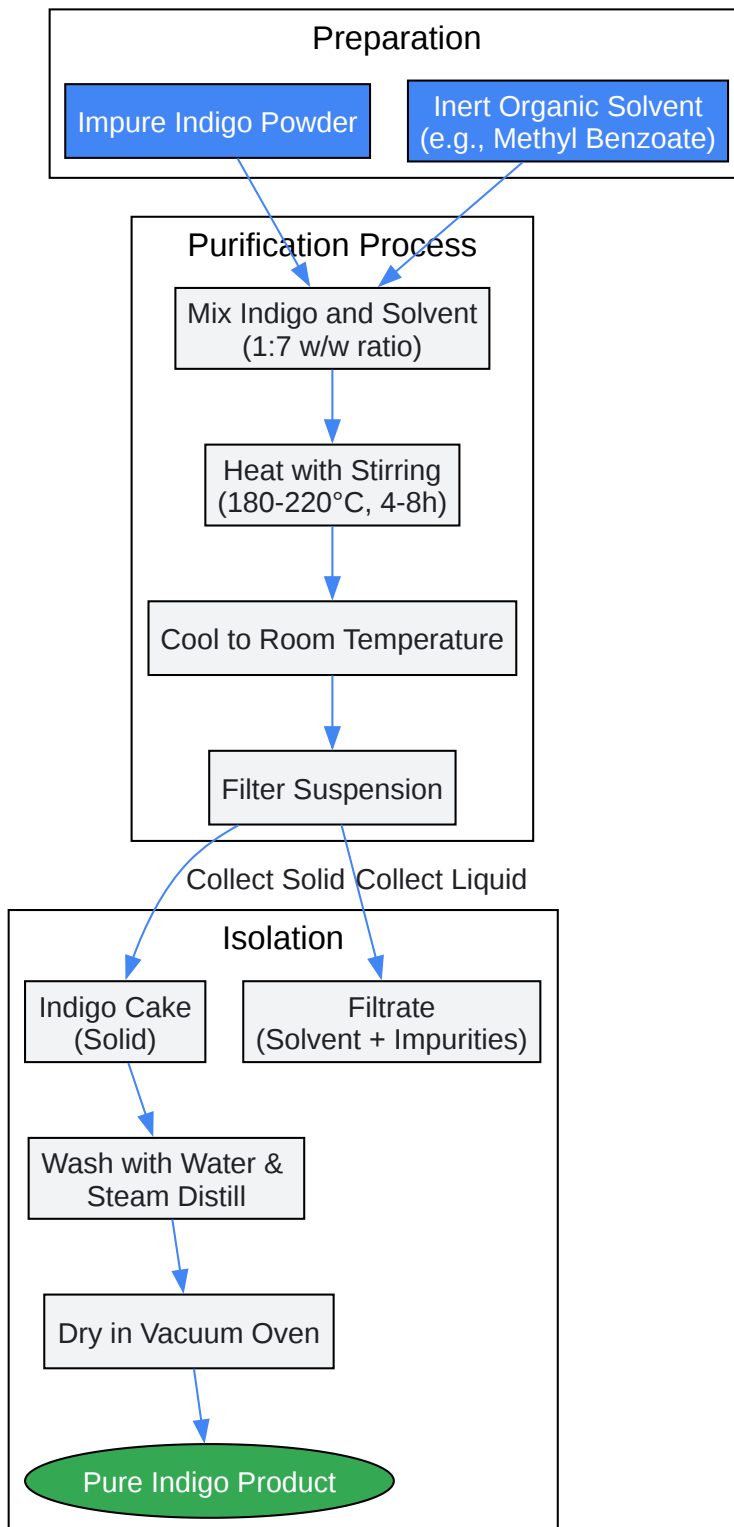 Preparation
Impure Indigo Powder
Inert Organic Solvent
(e.g., Methyl Benzoate)
Purification Process
Mix Indigo and Solvent
(1:7 w/w ratio)
Heat with Stirring
(180-220°C, 4-8h)
Cool to Room Temperature
Filter Suspension
Collect Solid
Collect Liquid
Isolation
Indigo Cake
(Solid)
Filtrate
(Solvent + Impurities)
Wash with Water &
Steam Distill
Dry in Vacuum Oven
Pure Indigo Product